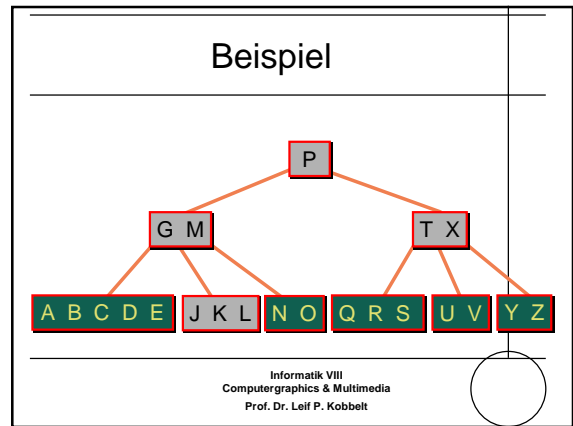 Beispiel
P
G M
T X
A B C D E
J K L
N O
Q R S
U V
Y Z
Informatik VIII
Computergraphics & Multimedia
Prof. Dr. Leif P. Kobbelt